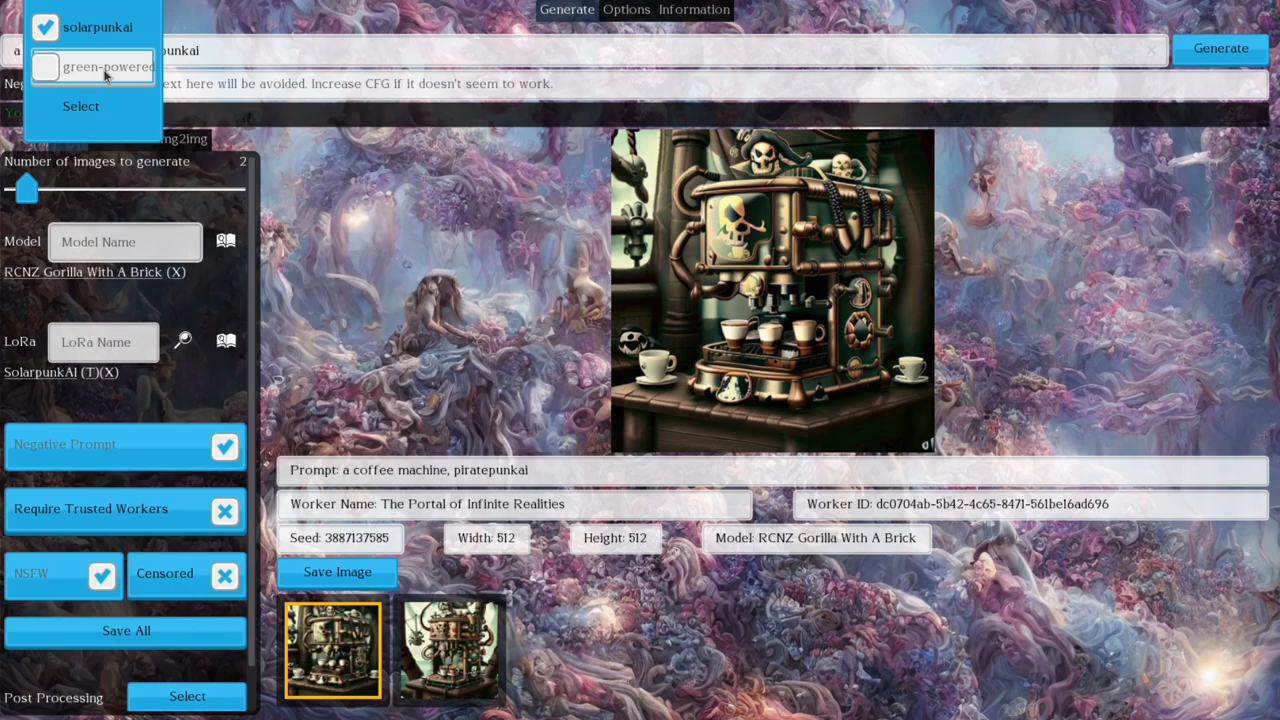 Generate Options Information
solarpunkai
a punkai
Generate
green-powered
Neg ext here will be avoided. Increase CFG if it doesn't seem to work.
Select
Yo
mg2img
Number of images to generate 2
Model Model Name
RCNZ Gorilla With A Brick (X)
LoRa LoRa Name
SolarpunkAI (T)(X)
Negative Prompt
Require Trusted Workers
NSFW Censored
Save All
Post Processing Select
Prompt: a coffee machine, piratepunkai
Worker Name: The Portal of Infinite Realities Worker ID: dc0704ab-5b42-4c65-8471-561be16ad696
Seed: 3887137585 Width: 512 Height: 512 Model: RCNZ Gorilla With A Brick
Save Image